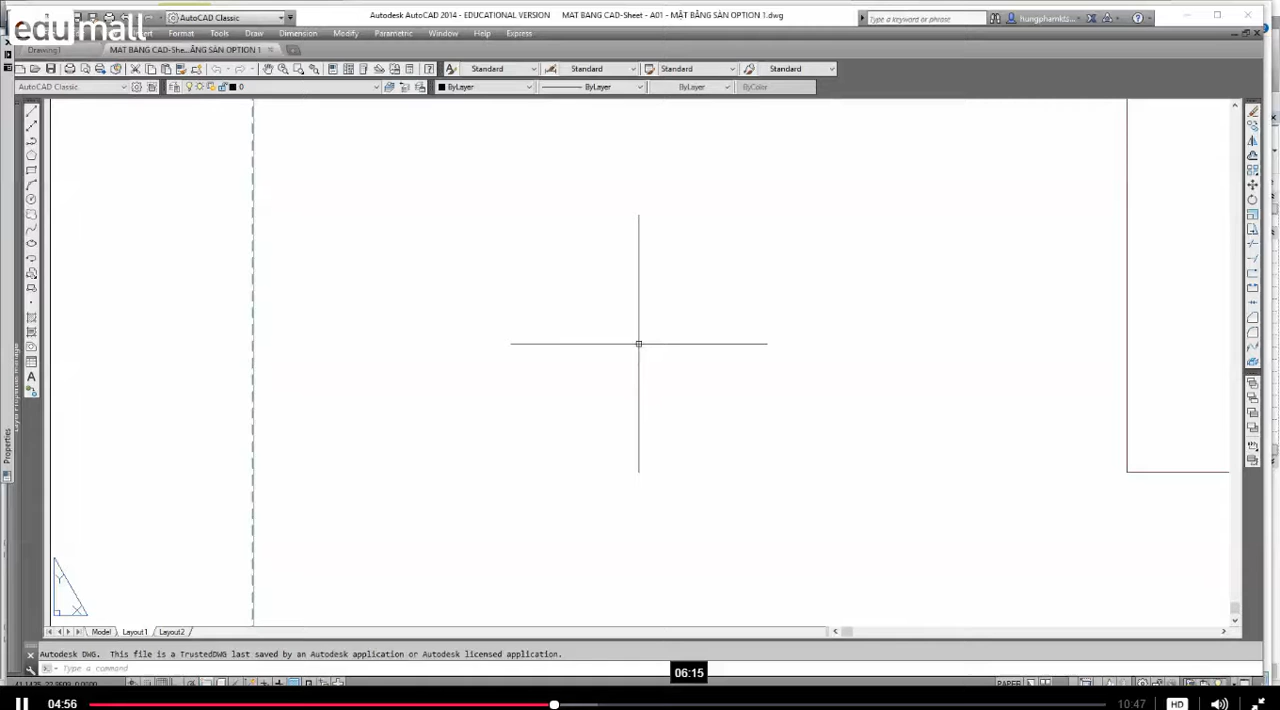 edumall
AutoCAD Classic
Autodesk AutoCAD 2014 - EDUCATIONAL VERSION MAT BANG CAD-Sheet - A01 - MẶT BẰNG SÀN OPTION 1.dwg
Type a keyword or phrase
hungphamkts...
Format Tools Draw Dimension Modify Parametric Window Help Express
Drawing1 MAT BANG CAD-She...ẰNG SÀN OPTION 1
Standard Standard Standard Standard
AutoCAD Classic 0 ByLayer ByLayer ByLayer ByColor
Properties
Y
X
Model Layout1 Layout2
Autodesk DWG. This file is a TrustedDWG last saved by an Autodesk application or Autodesk licensed application.
Type a command
06:15
PAPER
04:56 10:47 HD